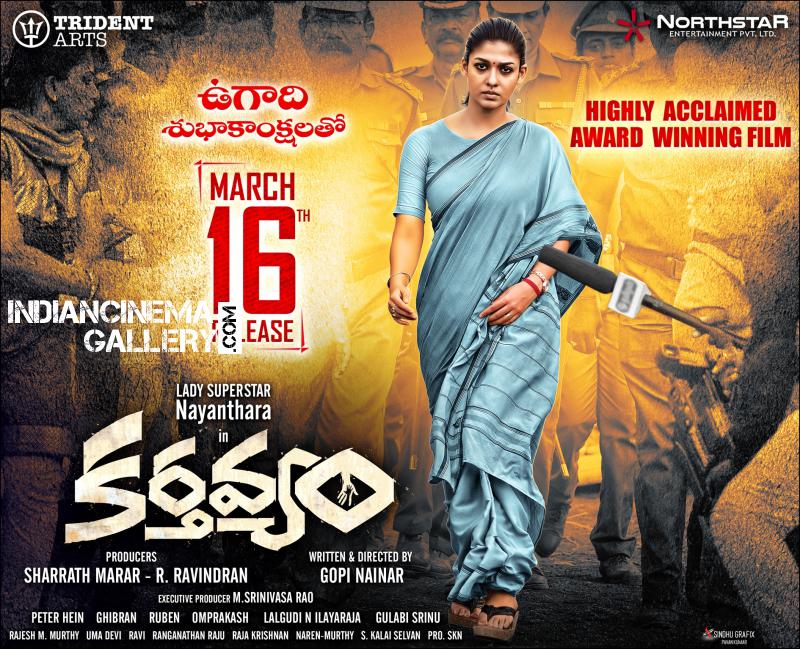 TRIDENT
ARTS
NORTHSTAR
ENTERTAINMENT PVT. LTD.
ఉగాది
శుభాకాంక్షలతో
HIGHLY ACCLAIMED
AWARD WINNING FILM
MARCH
16TH
RELEASE
INDIANCINEMA
GALLERY.COM
LADY SUPERSTAR
Nayanthara
in
కర్తవ్యం
PRODUCERS
SHARRATH MARAR - R. RAVINDRAN
WRITTEN & DIRECTED BY
GOPI NAINAR
EXECUTIVE PRODUCER M.SRINIVASA RAO
PETER HEIN GHIBRAN RUBEN OMPRAKASH LALGUDI N ILAYARAJA GULABI SRINU
RAJESH M. MURTHY UMA DEVI RAVI RANGANATHAN RAJU RAJA KRISHNAN NAREN-MURTHY S. KALAI SELVAN PRO. SKN
SINDHU GRAFIX
PAVANKUMAR